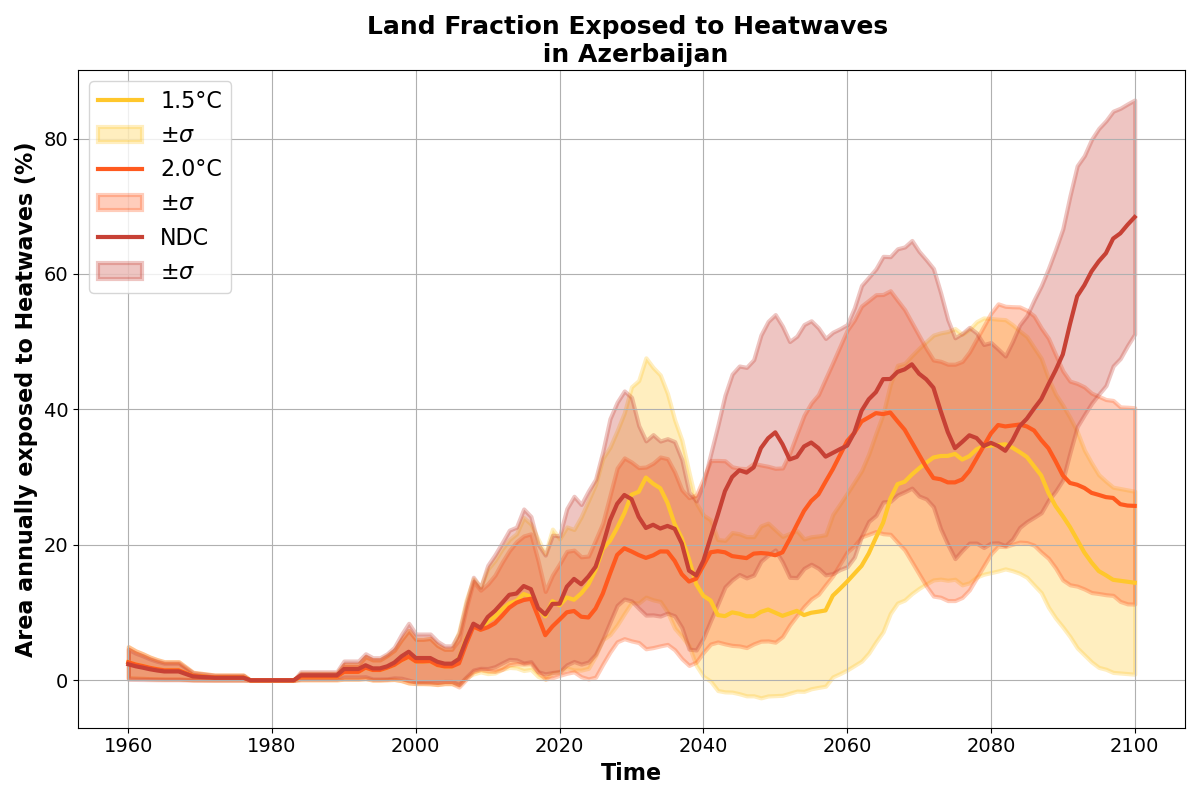 Land Fraction Exposed to Heatwaves
in Azerbaijan
1.5°C
±σ
2.0°C
±σ
NDC
±σ
Area annually exposed to Heatwaves (%)
80
60
40
20
0
1960 1980 2000 2020 2040 2060 2080 2100
Time